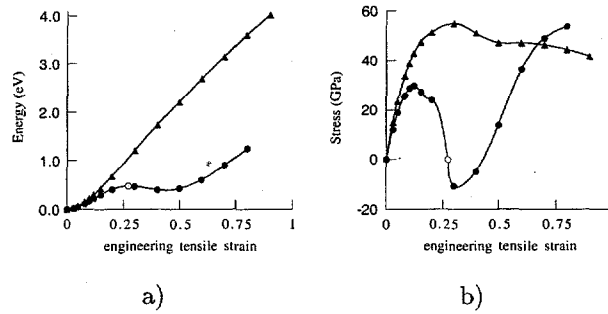 4.0
3.0
2.0
1.0
0.0
Energy (eV)
0 0.25 0.5 0.75 1
engineering tensile strain
a)
60
40
20
0
-20
Stress (GPa)
0 0.25 0.5 0.75
engineering tensile strain
b)